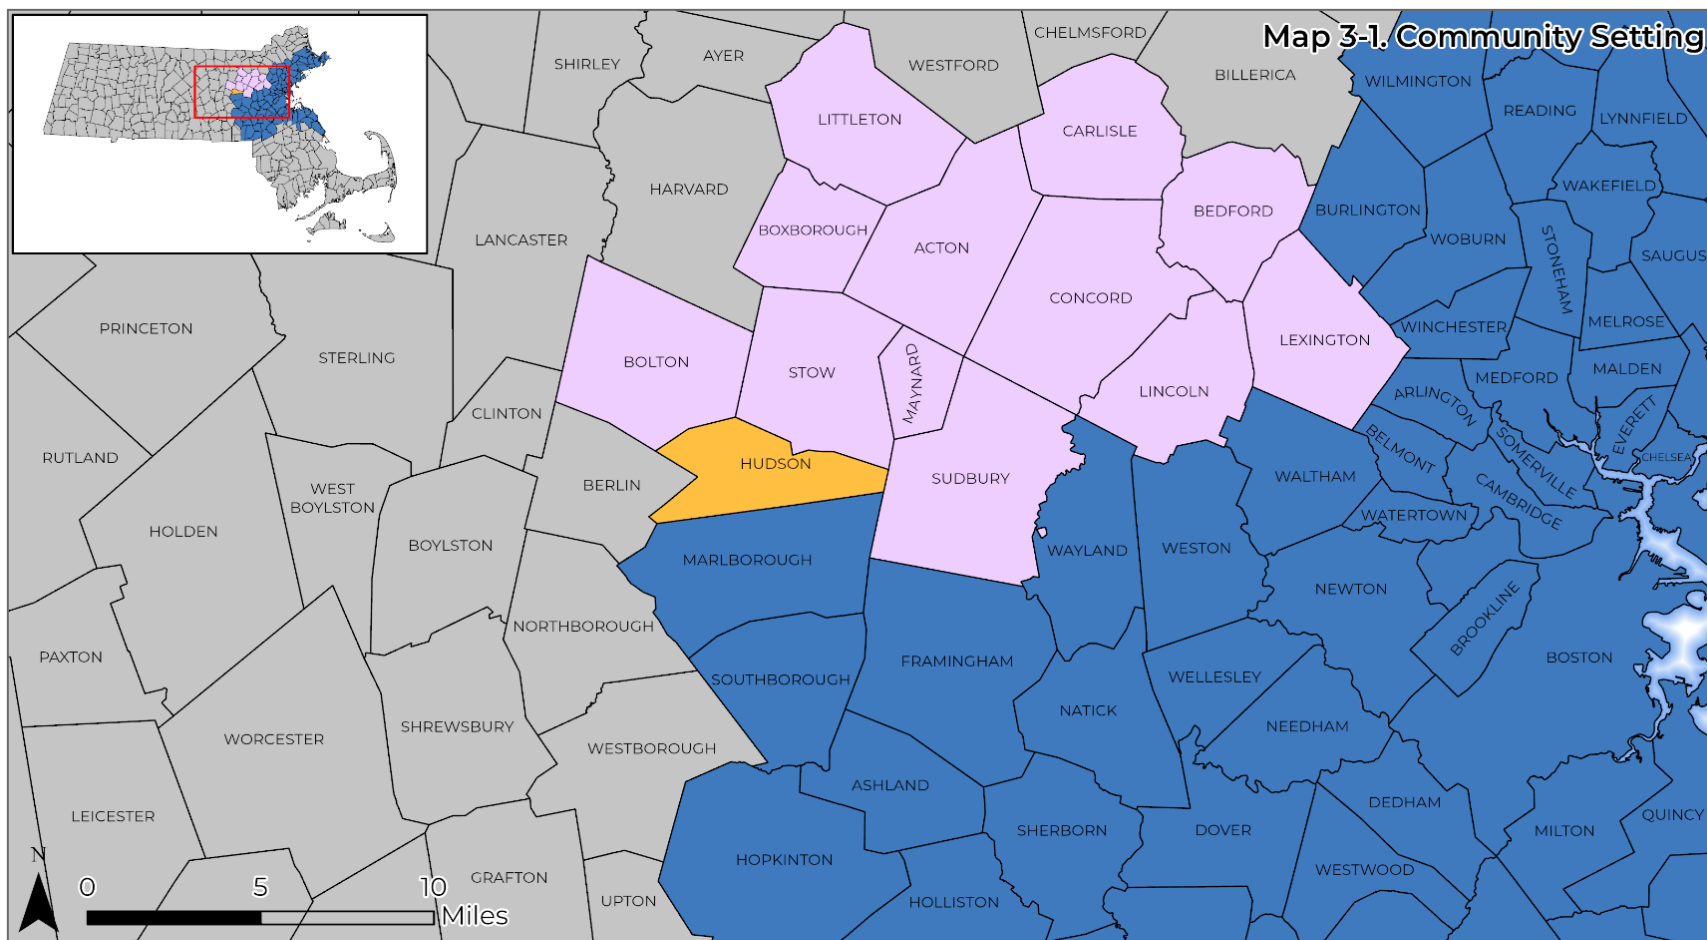 Map 3-1. Community Setting
CHELMSFORD
AYER
SHIRLEY
WESTFORD
BILLERICA
WILMINGTON
READING
LYNNFIELD
LITTLETON
CARLISLE
HARVARD
WAKEFIELD
BEDFORD
BURLINGTON
BOXBOROUGH
LANCASTER
ACTON
WOBURN
STONEHAM
SAUGUS
CONCORD
PRINCETON
STERLING
WINCHESTER
MELROSE
LEXINGTON
BOLTON
STOW
MAYNARD
MALDEN
MEDFORD
LINCOLN
ARLINGTON
CLINTON
EVERETT
BELMONT
SOMERVILLE
CHELSEA
RUTLAND
HUDSON
SUDBURY
WALTHAM
BERLIN
WEST
BOYLSTON
CAMBRIDGE
WATERTOWN
HOLDEN
BOYLSTON
MARLBOROUGH
WAYLAND
WESTON
NEWTON
BROOKLINE
NORTHBOROUGH
PAXTON
FRAMINGHAM
BOSTON
SOUTHBOROUGH
WELLESLEY
NATICK
SHREWSBURY
NEEDHAM
WORCESTER
WESTBOROUGH
ASHLAND
DEDHAM
LEICESTER
QUINCY
SHERBORN
DOVER
MILTON
HOPKINTON
WESTWOOD
GRAFTON
UPTON
HOLLISTON
N
0 5 10
Miles